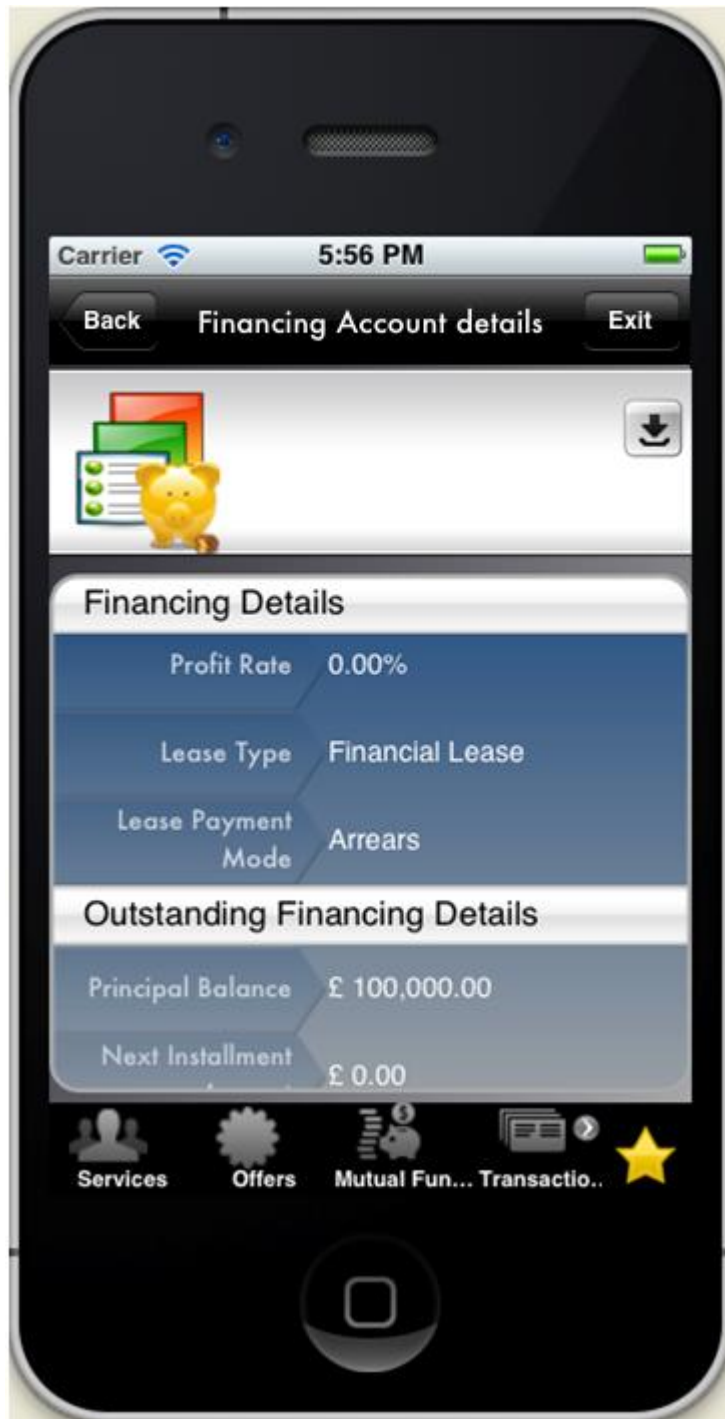 Carrier 5:56 PM
Back Financing Account details Exit
Financing Details
Profit Rate 0.00%
Lease Type Financial Lease
Lease Payment
Mode Arrears
Outstanding Financing Details
Principal Balance £ 100,000.00
Next Installment
£ 0.00
Services Offers Mutual Fun... Transactio..